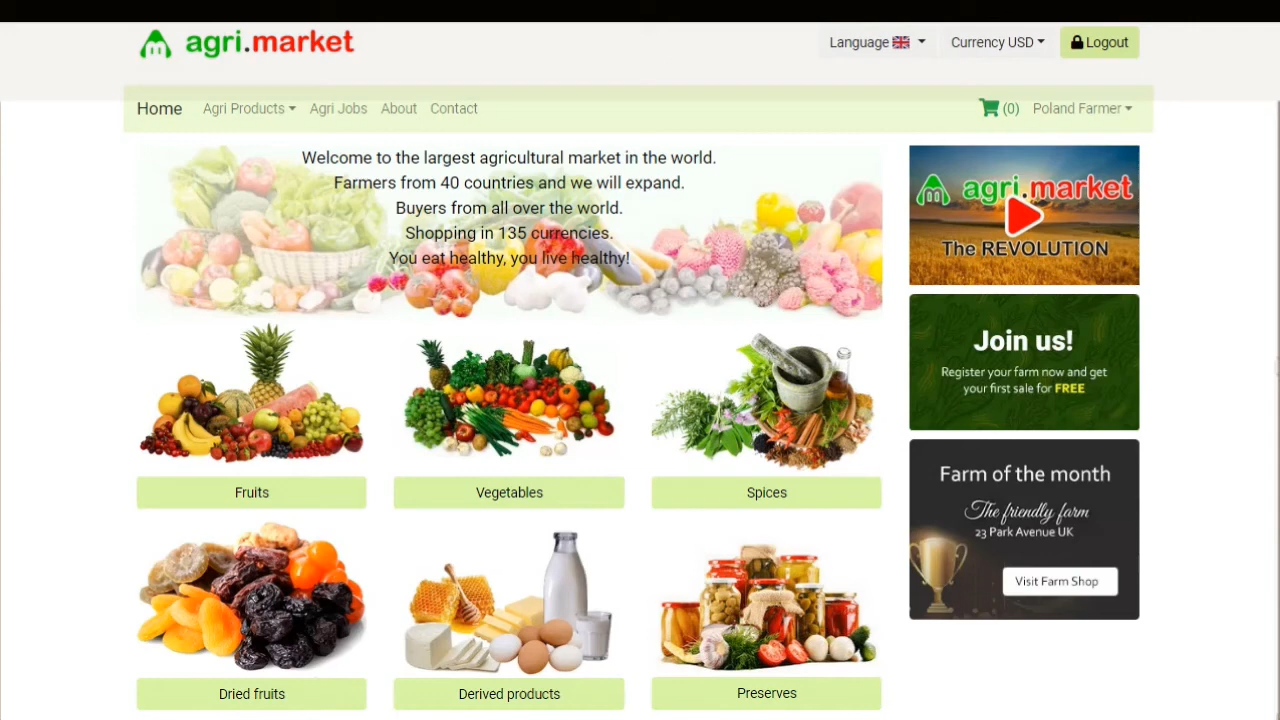 agri.market
Language
Currency USD
Logout
Home
Agri Products
Agri Jobs
About
Contact
(0)
Poland Farmer
Welcome to the largest agricultural market in the world.
Farmers from 40 countries and we will expand.
Buyers from all over the world.
Shopping in 135 currencies.
You eat healthy, you live healthy!
agri.market
The REVOLUTION
Join us!
Register your farm now and get
your first sale for FREE
Farm of the month
The friendly farm
23 Park Avenue UK
Visit Farm Shop
Fruits
Vegetables
Spices
Dried fruits
Derived products
Preserves